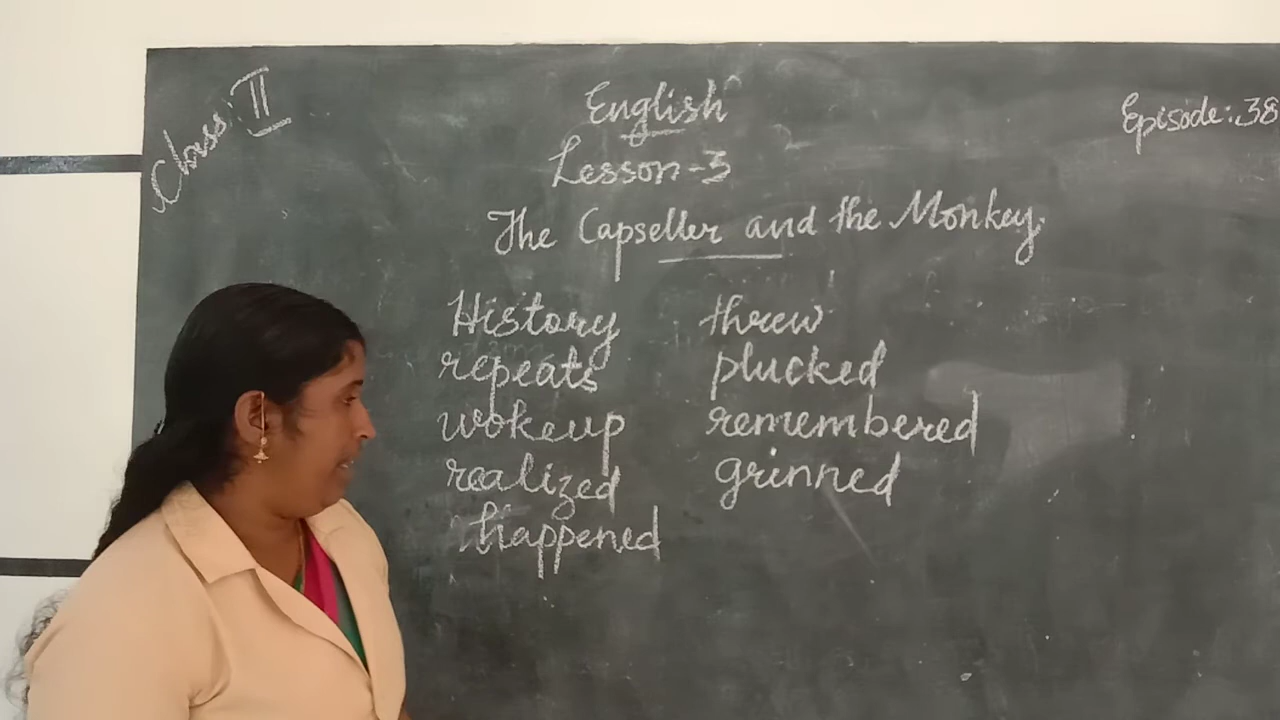 Class: II
English
Episode: 38
Lesson-3
The Capseller and the Monkey.
History
repeats
wokeup
realized
happened
threw
plucked
remembered
grinned